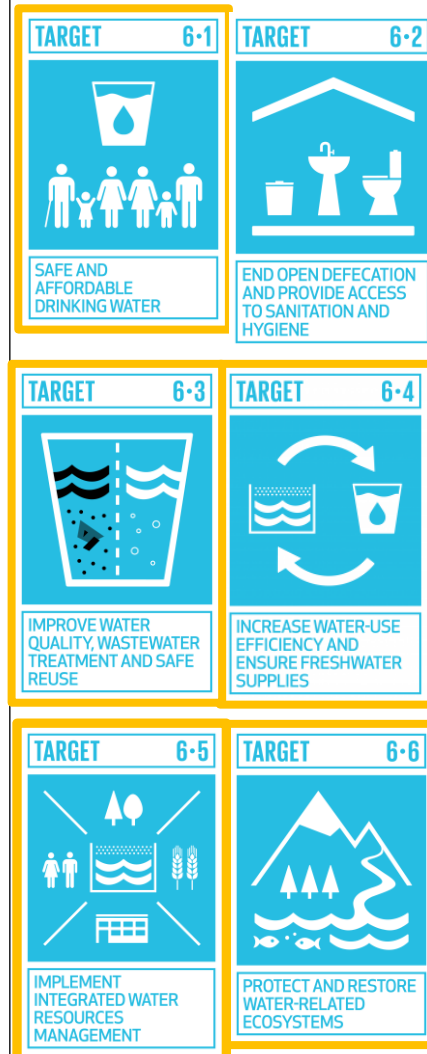 TARGET 6·1
SAFE AND
AFFORDABLE
DRINKING WATER
TARGET 6·2
END OPEN DEFECATION
AND PROVIDE ACCESS
TO SANITATION AND
HYGIENE
TARGET 6·3
IMPROVE WATER
QUALITY, WASTEWATER
TREATMENT AND SAFE
REUSE
TARGET 6·4
INCREASE WATER-USE
EFFICIENCY AND
ENSURE FRESHWATER
SUPPLIES
TARGET 6·5
IMPLEMENT
INTEGRATED WATER
RESOURCES
MANAGEMENT
TARGET 6·6
PROTECT AND RESTORE
WATER-RELATED
ECOSYSTEMS